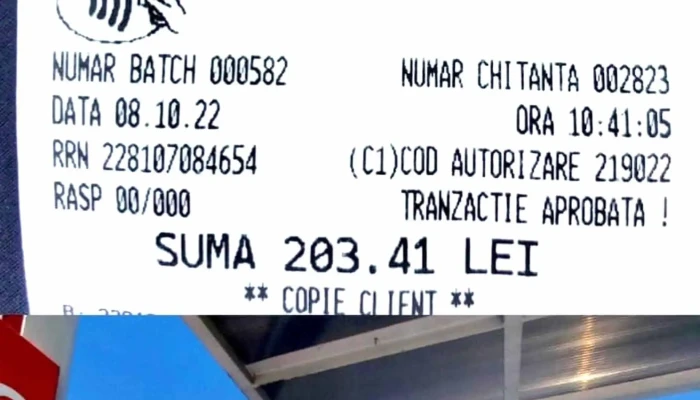 NUMAR BATCH 000582 NUMAR CHITANTA 002823
DATA 08.10.22 ORA 10:41:05
RRN 228107084654 (C1)COD AUTORIZARE 219022
RASP 00/000 TRANZACTIE APROBATA !
SUMA 203.41 LEI
** COPIE CLIENT **